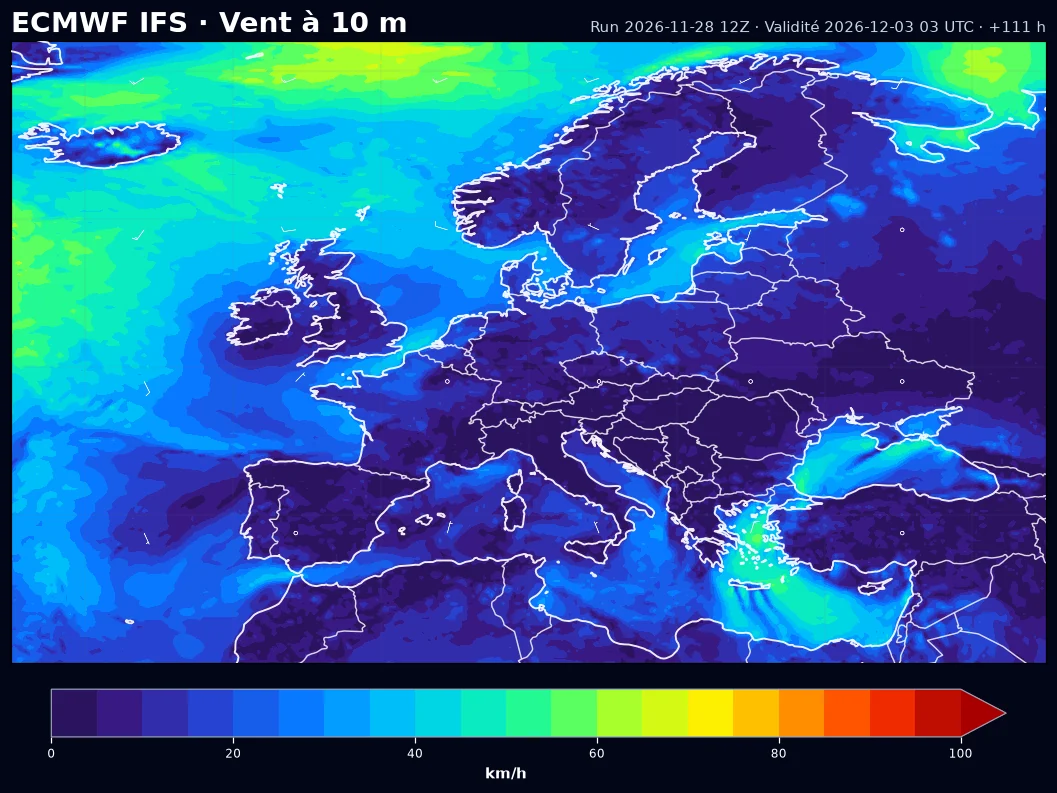 ECMWF IFS · Vent à 10 m
Run 2026-11-28 12Z · Validité 2026-12-03 03 UTC · +111 h
0 20 40 60 80 100
km/h